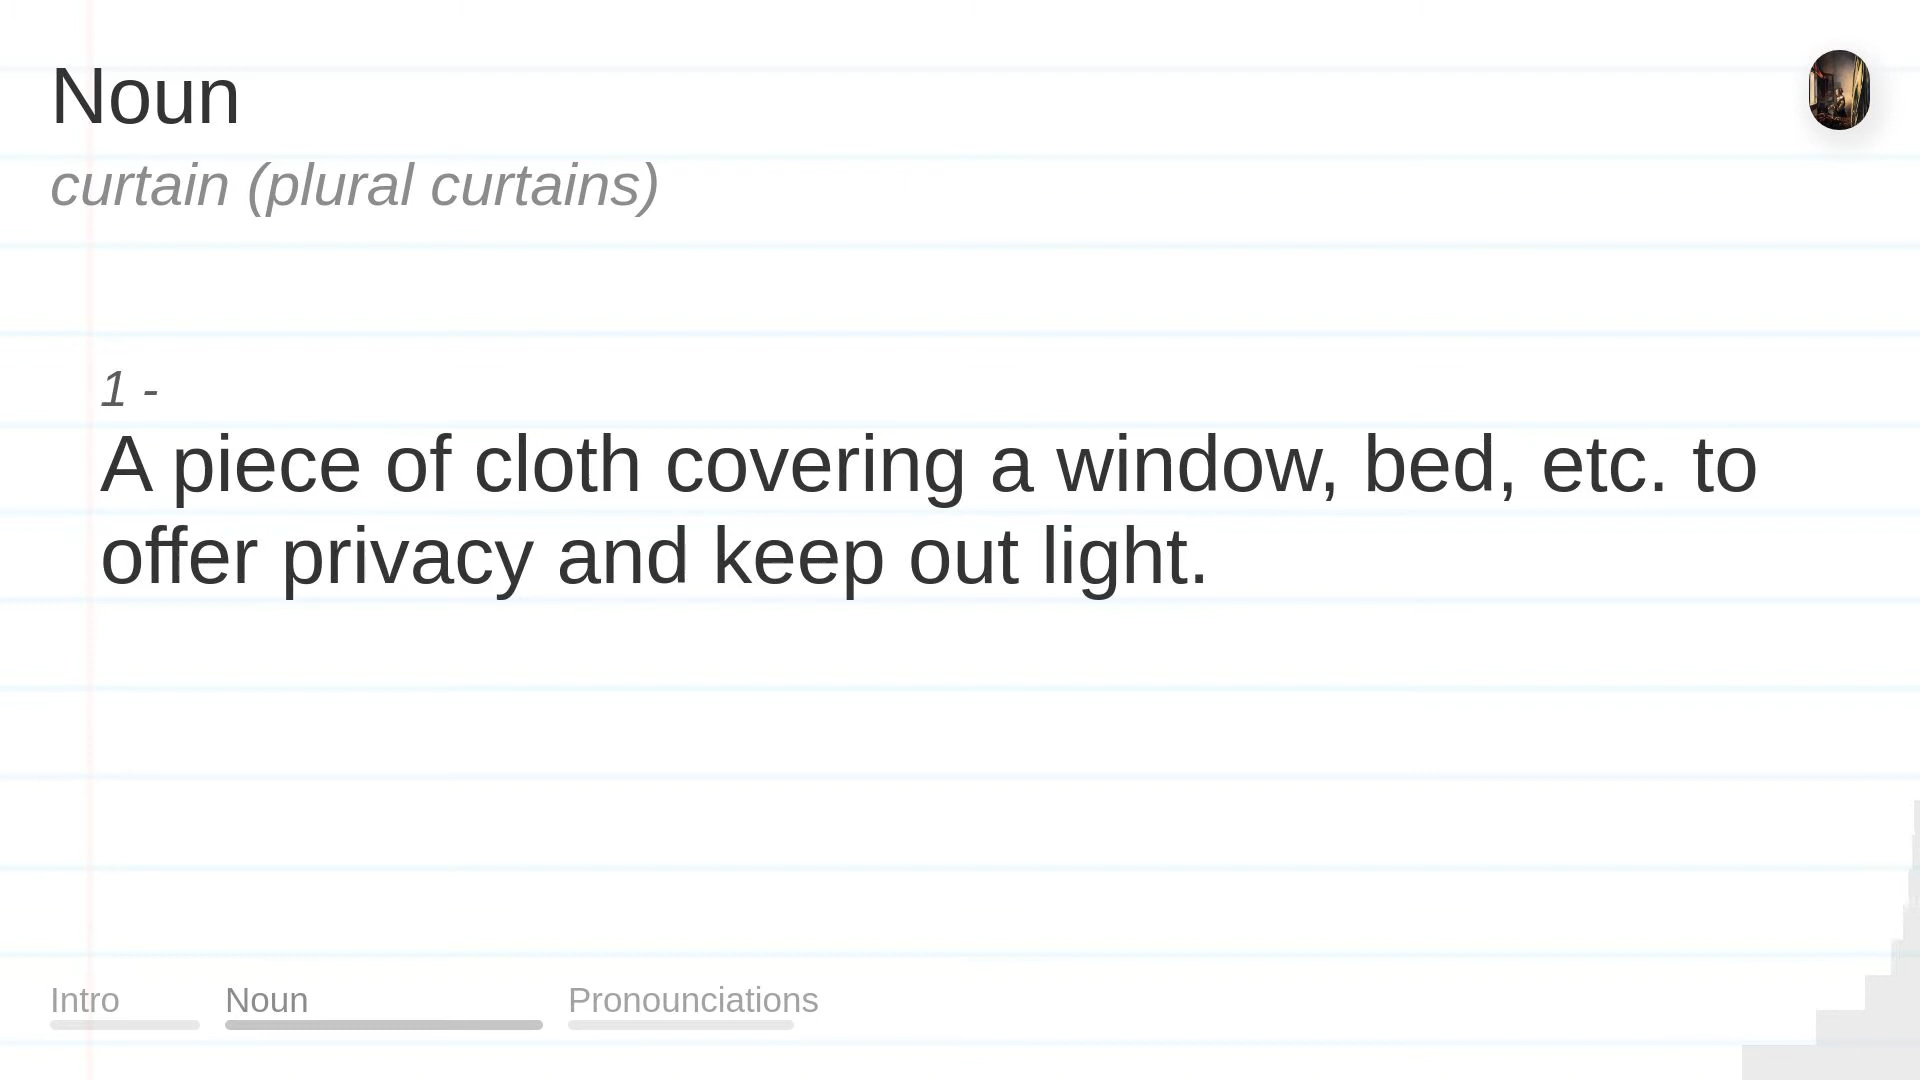 Noun
curtain (plural curtains)
1 -
A piece of cloth covering a window, bed, etc. to
offer privacy and keep out light.
Intro
Noun
Pronounciations